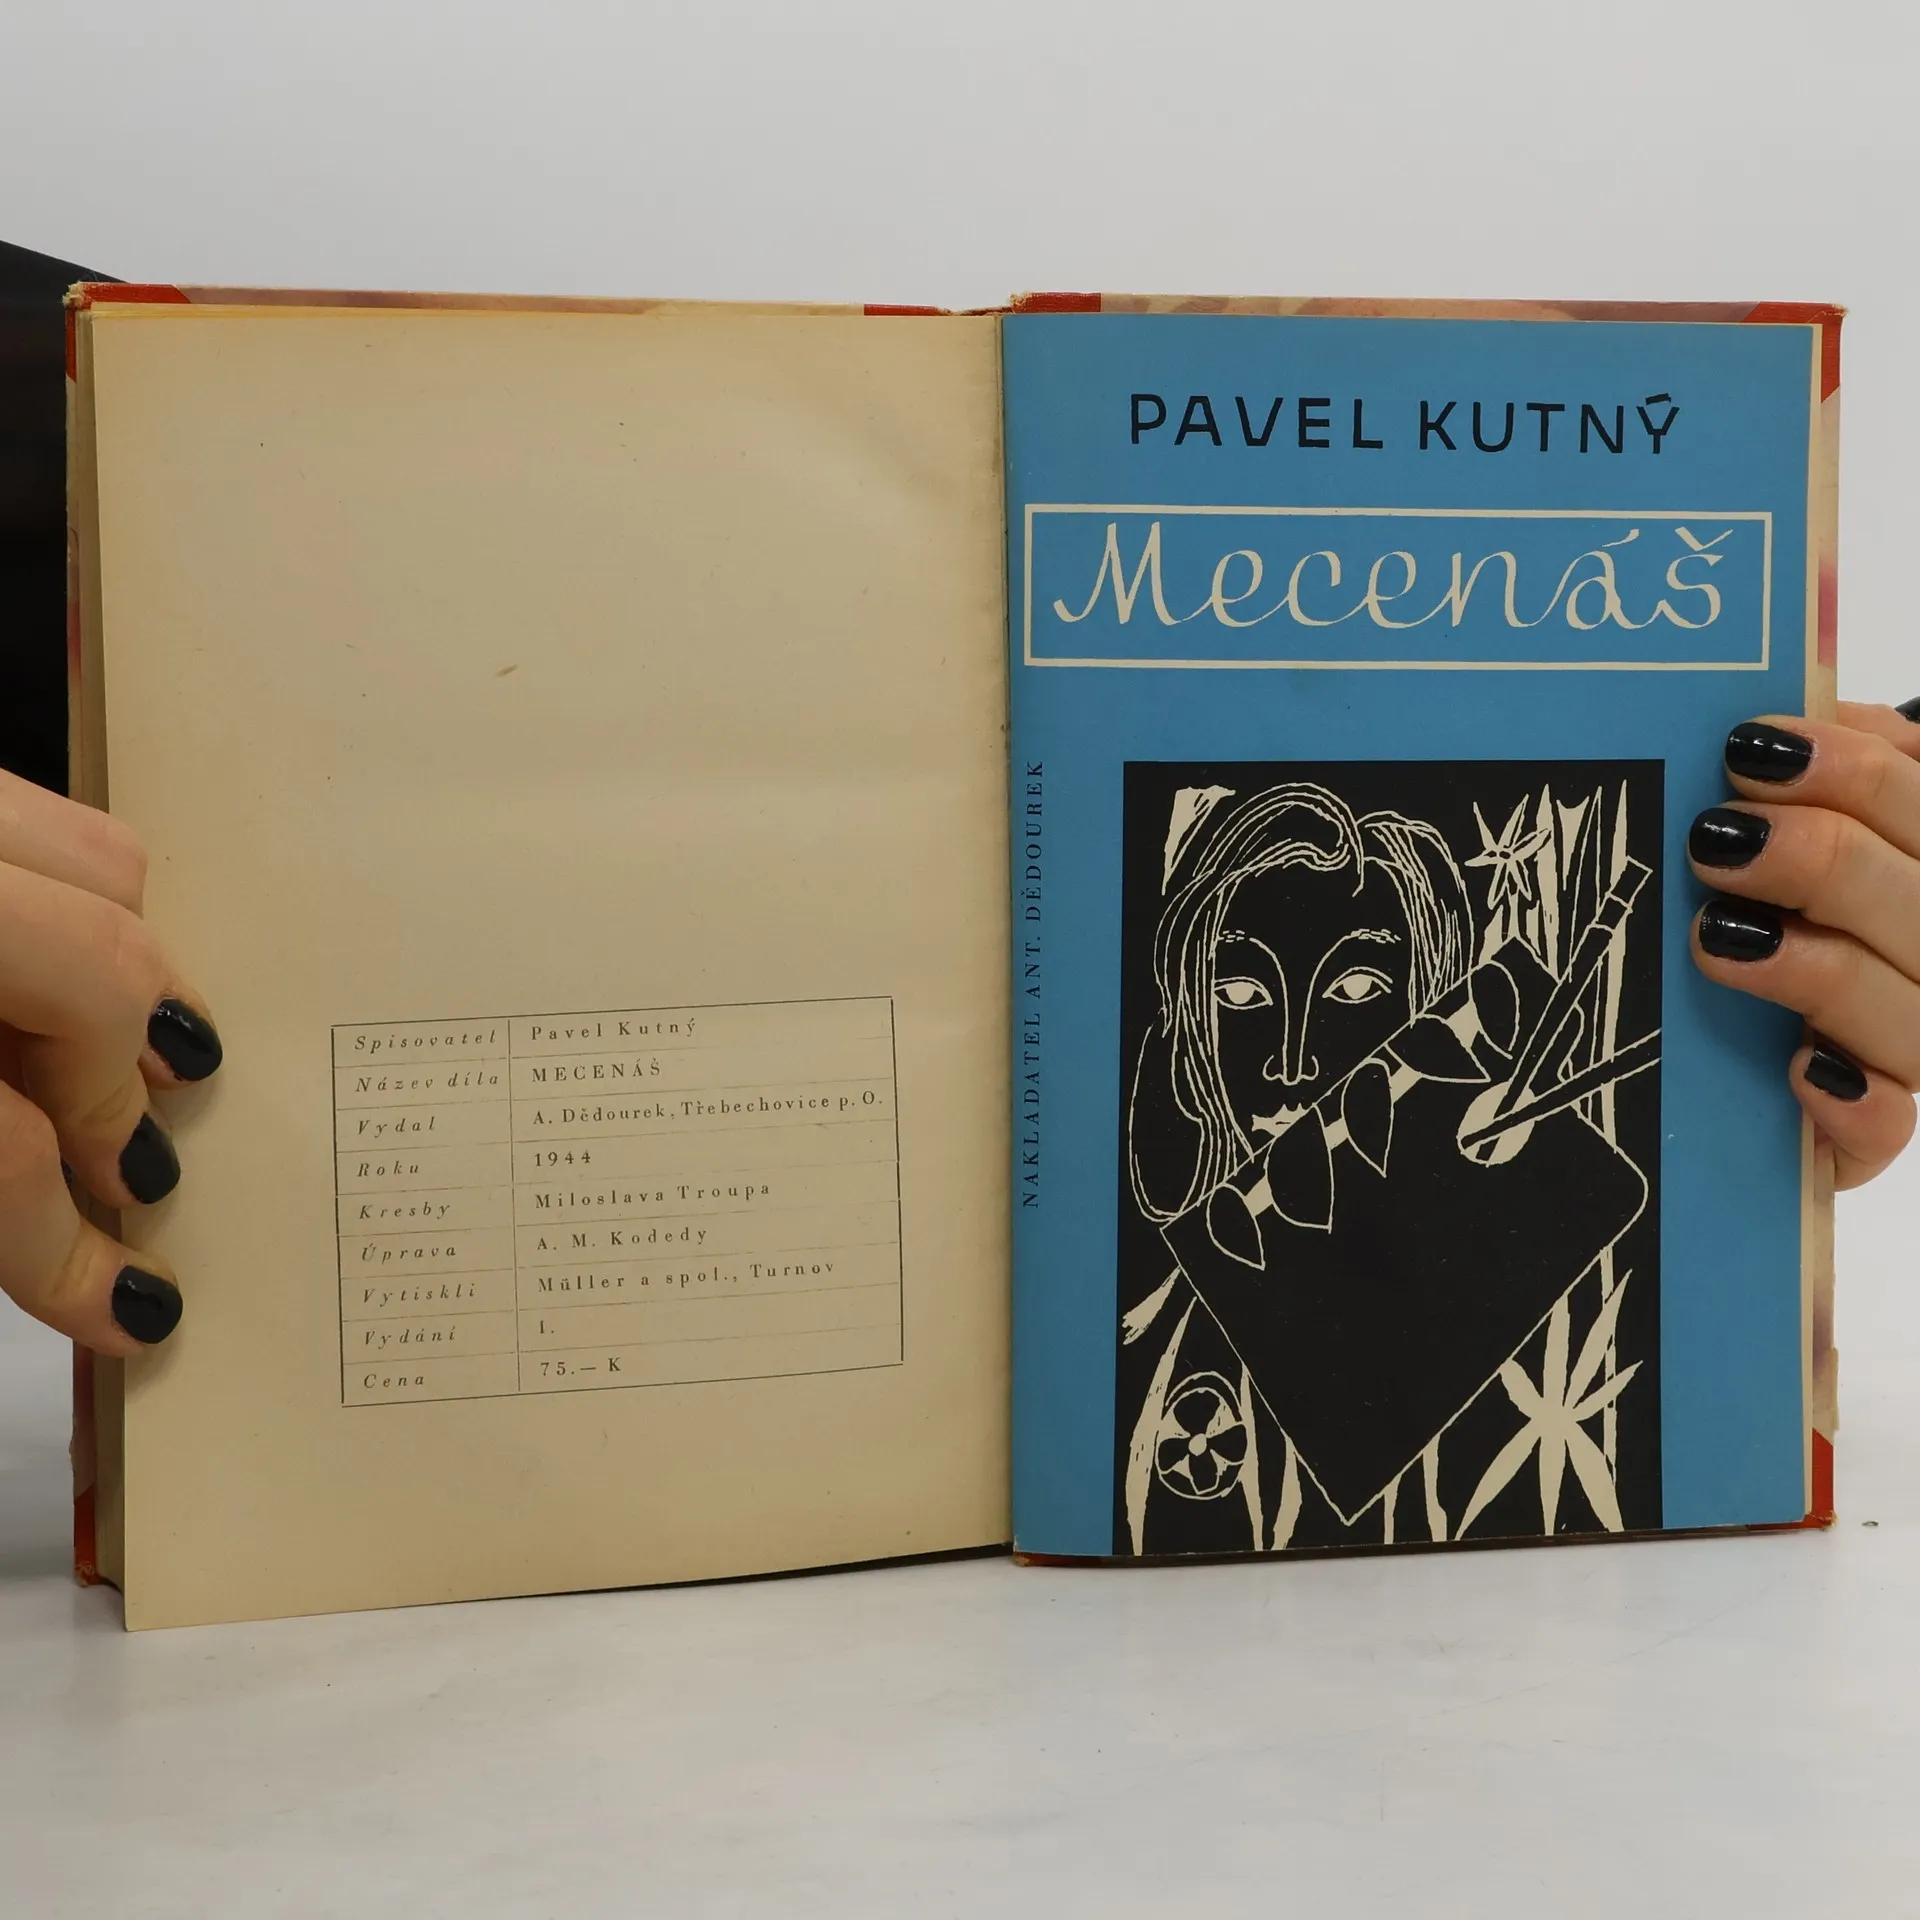 Spisovatel Pavel Kutný
Název díla MECENÁŠ
Vydal A. Dědourek, Třebechovice p. O.
Roku 1944
Kresby Miloslava Troupa
Úprava A. M. Kodedy
Vytiskli Müller a spol., Turnov
Vydání I.
Cena 75.— K
PAVEL KUTNÝ
Mecenáš
NAKLADATEL ANT. DĚDOUREK